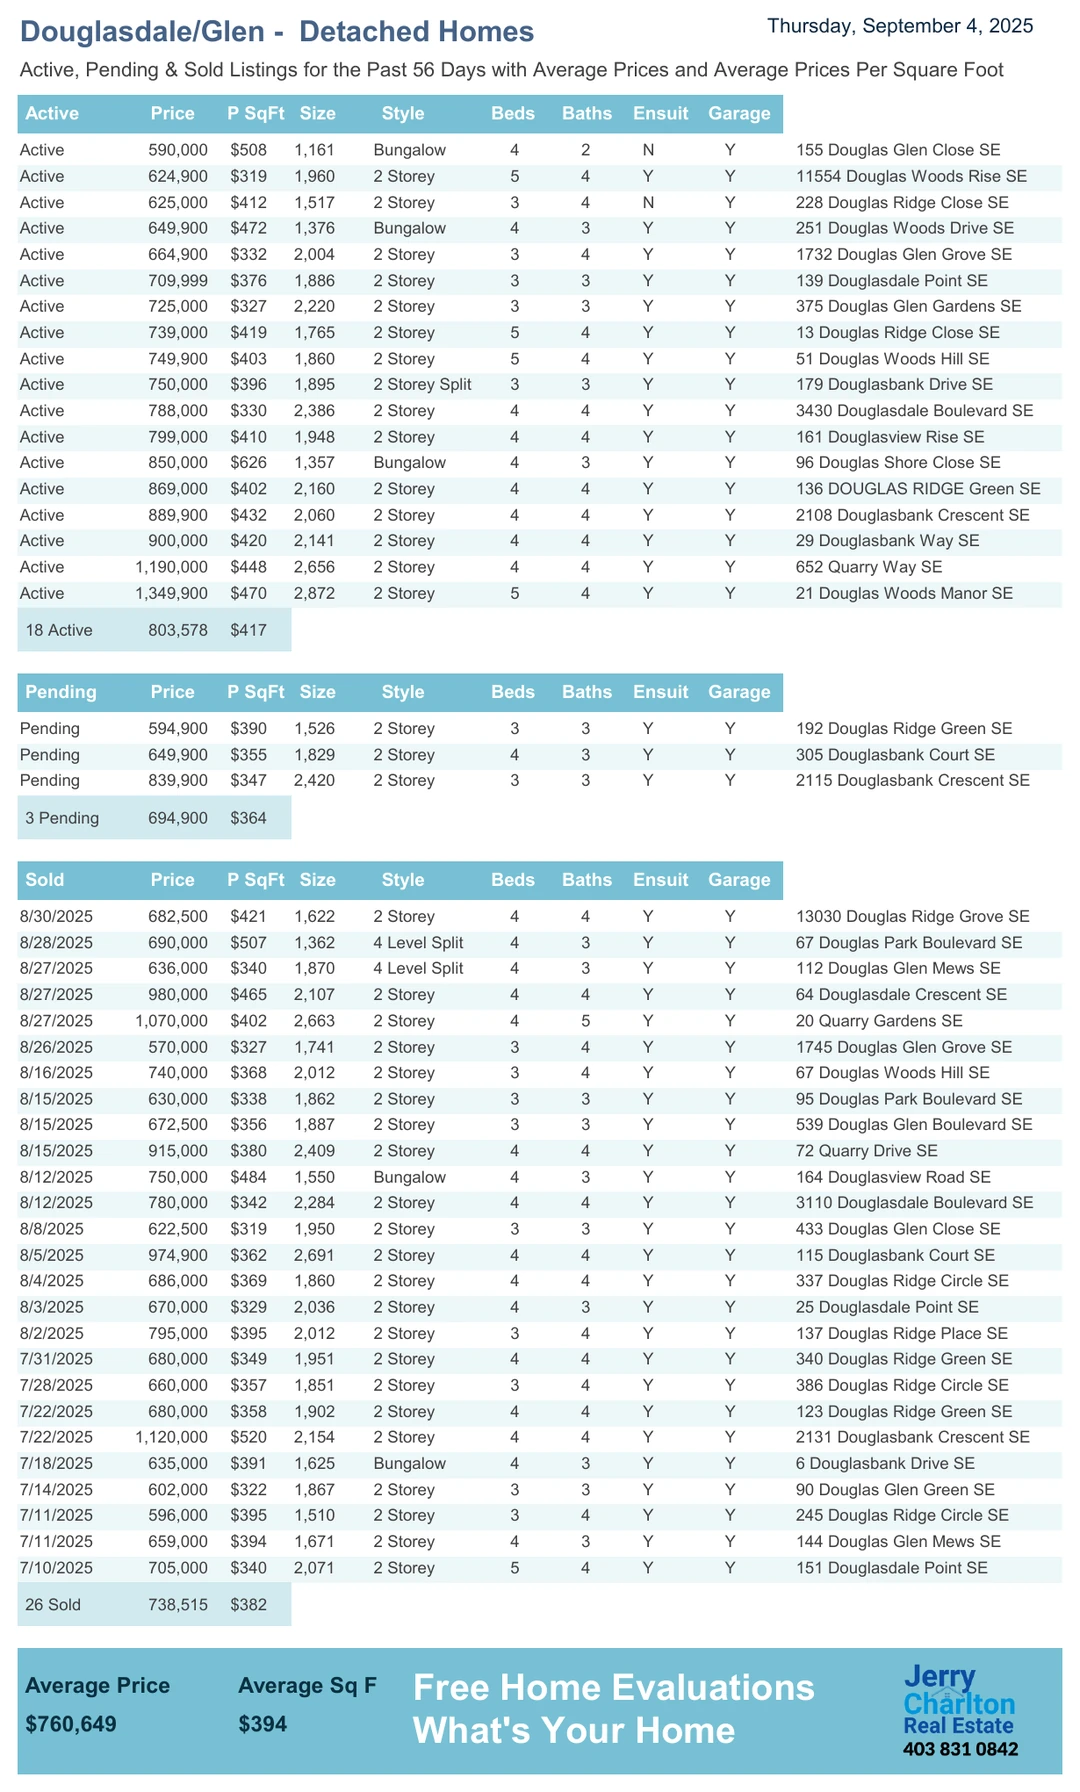 Douglasdale/Glen - Detached Homes
Thursday, September 4, 2025
Active, Pending & Sold Listings for the Past 56 Days with Average Prices and Average Prices Per Square Foot
Active Price P SqFt Size Style Beds Baths Ensuit Garage
Active 590,000 $508 1,161 Bungalow 4 2 N Y 155 Douglas Glen Close SE
Active 624,900 $319 1,960 2 Storey 5 4 Y Y 11554 Douglas Woods Rise SE
Active 625,000 $412 1,517 2 Storey 3 4 N Y 228 Douglas Ridge Close SE
Active 649,900 $472 1,376 Bungalow 4 3 Y Y 251 Douglas Woods Drive SE
Active 664,900 $332 2,004 2 Storey 3 4 Y Y 1732 Douglas Glen Grove SE
Active 709,999 $376 1,886 2 Storey 3 3 Y Y 139 Douglasdale Point SE
Active 725,000 $327 2,220 2 Storey 3 3 Y Y 375 Douglas Glen Gardens SE
Active 739,000 $419 1,765 2 Storey 5 4 Y Y 13 Douglas Ridge Close SE
Active 749,900 $403 1,860 2 Storey 5 4 Y Y 51 Douglas Woods Hill SE
Active 750,000 $396 1,895 2 Storey Split 3 3 Y Y 179 Douglasbank Drive SE
Active 788,000 $330 2,386 2 Storey 4 4 Y Y 3430 Douglasdale Boulevard SE
Active 799,000 $410 1,948 2 Storey 4 4 Y Y 161 Douglasview Rise SE
Active 850,000 $626 1,357 Bungalow 4 3 Y Y 96 Douglas Shore Close SE
Active 869,000 $402 2,160 2 Storey 4 4 Y Y 136 DOUGLAS RIDGE Green SE
Active 889,900 $432 2,060 2 Storey 4 4 Y Y 2108 Douglasbank Crescent SE
Active 900,000 $420 2,141 2 Storey 4 4 Y Y 29 Douglasbank Way SE
Active 1,190,000 $448 2,656 2 Storey 4 4 Y Y 652 Quarry Way SE
Active 1,349,900 $470 2,872 2 Storey 5 4 Y Y 21 Douglas Woods Manor SE
18 Active 803,578 $417
Pending Price P SqFt Size Style Beds Baths Ensuit Garage
Pending 594,900 $390 1,526 2 Storey 3 3 Y Y 192 Douglas Ridge Green SE
Pending 649,900 $355 1,829 2 Storey 4 3 Y Y 305 Douglasbank Court SE
Pending 839,900 $347 2,420 2 Storey 3 3 Y Y 2115 Douglasbank Crescent SE
3 Pending 694,900 $364
Sold Price P SqFt Size Style Beds Baths Ensuit Garage
8/30/2025 682,500 $421 1,622 2 Storey 4 4 Y Y 13030 Douglas Ridge Grove SE
8/28/2025 690,000 $507 1,362 4 Level Split 4 3 Y Y 67 Douglas Park Boulevard SE
8/27/2025 636,000 $340 1,870 4 Level Split 4 3 Y Y 112 Douglas Glen Mews SE
8/27/2025 980,000 $465 2,107 2 Storey 4 4 Y Y 64 Douglasdale Crescent SE
8/27/2025 1,070,000 $402 2,663 2 Storey 4 5 Y Y 20 Quarry Gardens SE
8/26/2025 570,000 $327 1,741 2 Storey 3 4 Y Y 1745 Douglas Glen Grove SE
8/16/2025 740,000 $368 2,012 2 Storey 3 4 Y Y 67 Douglas Woods Hill SE
8/15/2025 630,000 $338 1,862 2 Storey 3 3 Y Y 95 Douglas Park Boulevard SE
8/15/2025 672,500 $356 1,887 2 Storey 3 3 Y Y 539 Douglas Glen Boulevard SE
8/15/2025 915,000 $380 2,409 2 Storey 4 4 Y Y 72 Quarry Drive SE
8/12/2025 750,000 $484 1,550 Bungalow 4 3 Y Y 164 Douglasview Road SE
8/12/2025 780,000 $342 2,284 2 Storey 4 4 Y Y 3110 Douglasdale Boulevard SE
8/8/2025 622,500 $319 1,950 2 Storey 3 3 Y Y 433 Douglas Glen Close SE
8/5/2025 974,900 $362 2,691 2 Storey 4 4 Y Y 115 Douglasbank Court SE
8/4/2025 686,000 $369 1,860 2 Storey 4 4 Y Y 337 Douglas Ridge Circle SE
8/3/2025 670,000 $329 2,036 2 Storey 4 3 Y Y 25 Douglasdale Point SE
8/2/2025 795,000 $395 2,012 2 Storey 3 4 Y Y 137 Douglas Ridge Place SE
7/31/2025 680,000 $349 1,951 2 Storey 4 4 Y Y 340 Douglas Ridge Green SE
7/28/2025 660,000 $357 1,851 2 Storey 3 4 Y Y 386 Douglas Ridge Circle SE
7/22/2025 680,000 $358 1,902 2 Storey 4 4 Y Y 123 Douglas Ridge Green SE
7/22/2025 1,120,000 $520 2,154 2 Storey 4 4 Y Y 2131 Douglasbank Crescent SE
7/18/2025 635,000 $391 1,625 Bungalow 4 3 Y Y 6 Douglasbank Drive SE
7/14/2025 602,000 $322 1,867 2 Storey 3 3 Y Y 90 Douglas Glen Green SE
7/11/2025 596,000 $395 1,510 2 Storey 3 4 Y Y 245 Douglas Ridge Circle SE
7/11/2025 659,000 $394 1,671 2 Storey 4 3 Y Y 144 Douglas Glen Mews SE
7/10/2025 705,000 $340 2,071 2 Storey 5 4 Y Y 151 Douglasdale Point SE
26 Sold 738,515 $382
Average Price Average Sq F
$760,649 $394
Free Home Evaluations
What's Your Home
Jerry
Charlton
Real Estate
403 831 0842